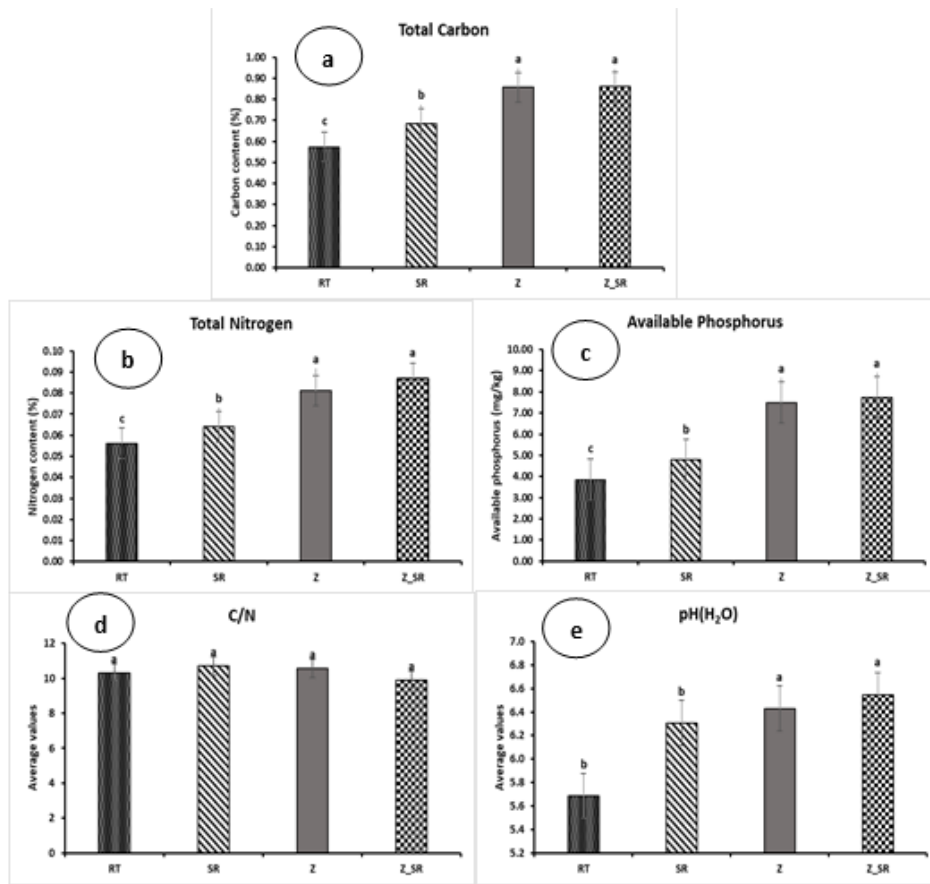 Total Carbon
a
Carbon content (%)
1.00
0.90
0.80
0.70
0.60
0.50
0.40
0.30
0.20
0.10
0.00
c
b
a
a
RT SR Z Z_SR
Total Nitrogen
b
Nitrogen content (%)
0.10
0.09
0.08
0.07
0.06
0.05
0.04
0.03
0.02
0.01
0.00
c
b
a
a
RT SR Z Z_SR
Available Phosphorus
c
Available phosphorus (mg/kg)
10.00
9.00
8.00
7.00
6.00
5.00
4.00
3.00
2.00
1.00
0.00
c
b
a
a
RT SR Z Z_SR
C/N
d
Average values
12
10
8
6
4
2
0
a
a
a
a
RT SR Z Z_SR
pH(H₂O)
e
Average values
7.0
6.8
6.6
6.4
6.2
6.0
5.8
5.6
5.4
5.2
b
b
a
a
RT SR Z Z_SR